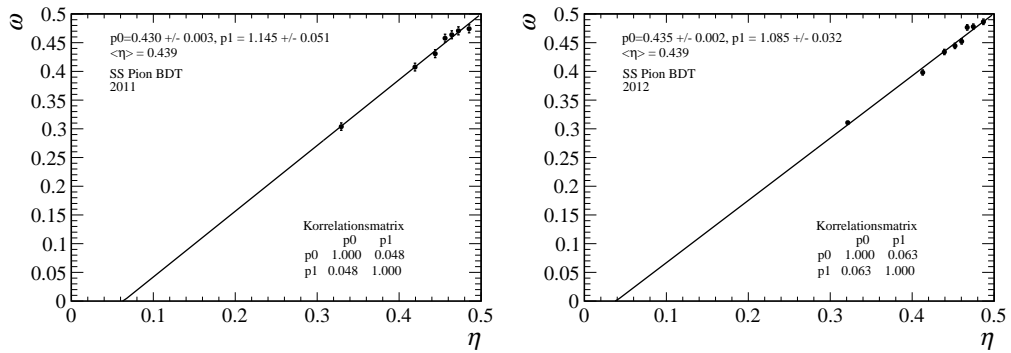 ω
0.5
0.45
0.4
0.35
0.3
0.25
0.2
0.15
0.1
0.05
0
p0=0.430 +/- 0.003, p1 = 1.145 +/- 0.051
<η> = 0.439
SS Pion BDT
2011
Korrelationsmatrix
p0 p1
p0 1.000 0.048
p1 0.048 1.000
0 0.1 0.2 0.3 0.4 0.5
η
ω
0.5
0.45
0.4
0.35
0.3
0.25
0.2
0.15
0.1
0.05
0
p0=0.435 +/- 0.002, p1 = 1.085 +/- 0.032
<η> = 0.439
SS Pion BDT
2012
Korrelationsmatrix
p0 p1
p0 1.000 0.063
p1 0.063 1.000
0 0.1 0.2 0.3 0.4 0.5
η